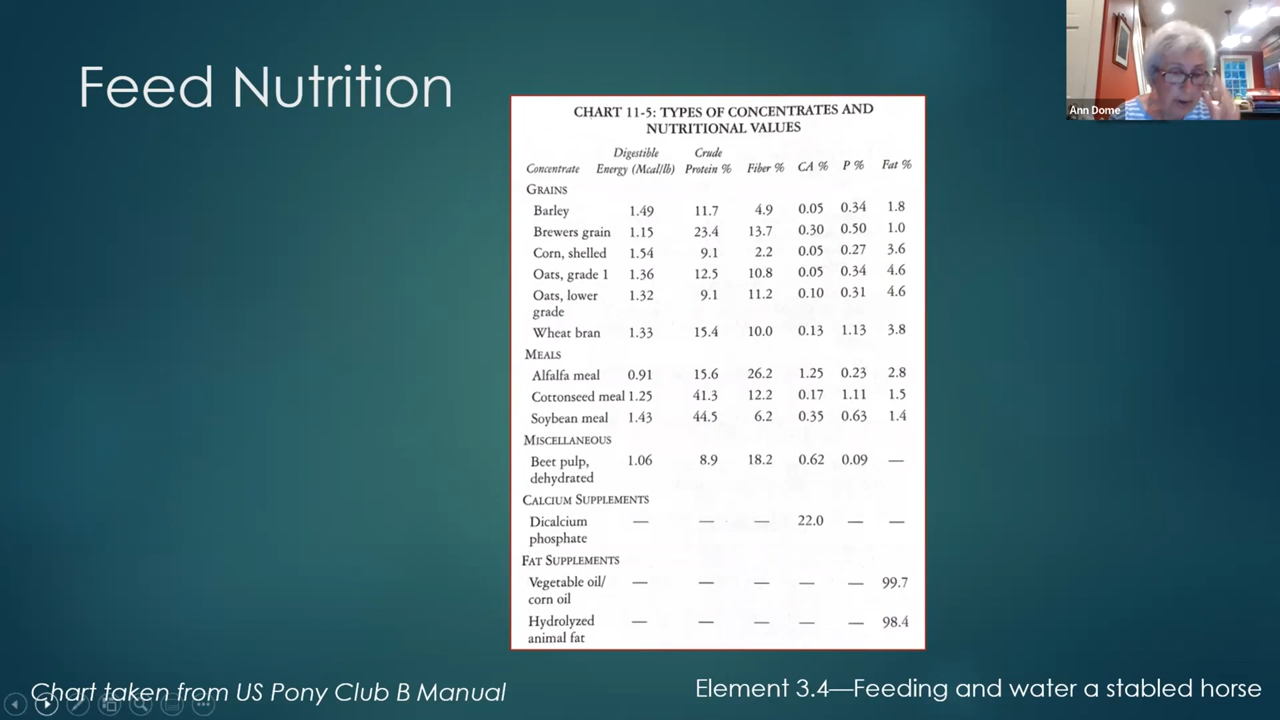 Feed Nutrition
Ann Dome
CHART 11-5: TYPES OF CONCENTRATES AND
NUTRITIONAL VALUES
Digestible Crude
Concentrate Energy (Mcal/lb) Protein % Fiber % CA % P % Fat %
GRAINS
Barley 1.49 11.7 4.9 0.05 0.34 1.8
Brewers grain 1.15 23.4 13.7 0.30 0.50 1.0
Corn, shelled 1.54 9.1 2.2 0.05 0.27 3.6
Oats, grade 1 1.36 12.5 10.8 0.05 0.34 4.6
Oats, lower 1.32 9.1 11.2 0.10 0.31 4.6
grade
Wheat bran 1.33 15.4 10.0 0.13 1.13 3.8
MEALS
Alfalfa meal 0.91 15.6 26.2 1.25 0.23 2.8
Cottonseed meal 1.25 41.3 12.2 0.17 1.11 1.5
Soybean meal 1.43 44.5 6.2 0.35 0.63 1.4
MISCELLANEOUS
Beet pulp, 1.06 8.9 18.2 0.62 0.09 —
dehydrated
CALCIUM SUPPLEMENTS
Dicalcium — — — 22.0 — —
phosphate
FAT SUPPLEMENTS
Vegetable oil/ — — — — — 99.7
corn oil
Hydrolyzed — — — — — 98.4
animal fat
Chart taken from US Pony Club B Manual
Element 3.4—Feeding and water a stabled horse